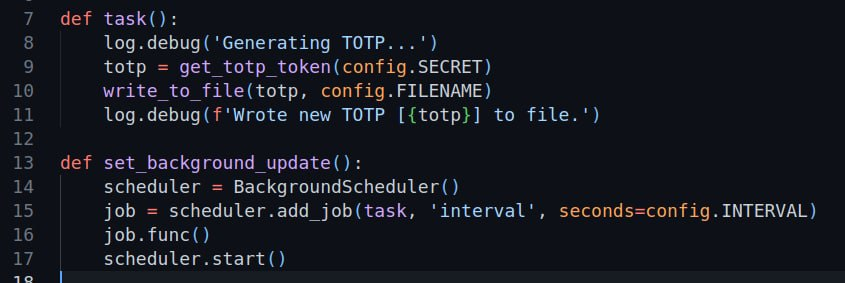 7 def task():
8     log.debug('Generating TOTP...')
9     totp = get_totp_token(config.SECRET)
10     write_to_file(totp, config.FILENAME)
11     log.debug(f'Wrote new TOTP [{totp}] to file.')
12
13 def set_background_update():
14     scheduler = BackgroundScheduler()
15     job = scheduler.add_job(task, 'interval', seconds=config.INTERVAL)
16     job.func()
17     scheduler.start()
18